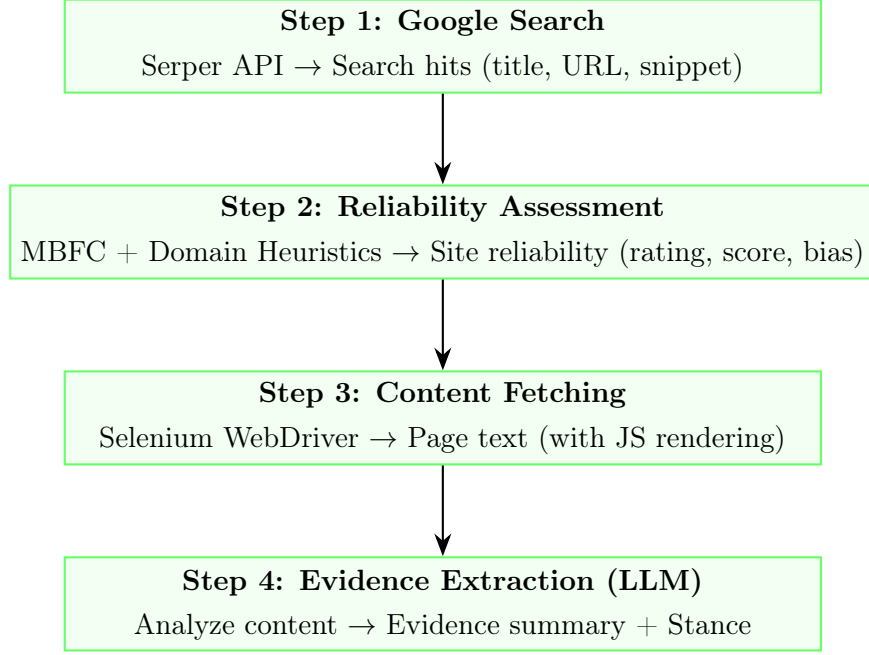 Step 1: Google Search
Serper API → Search hits (title, URL, snippet)
Step 2: Reliability Assessment
MBFC + Domain Heuristics → Site reliability (rating, score, bias)
Step 3: Content Fetching
Selenium WebDriver → Page text (with JS rendering)
Step 4: Evidence Extraction (LLM)
Analyze content → Evidence summary + Stance